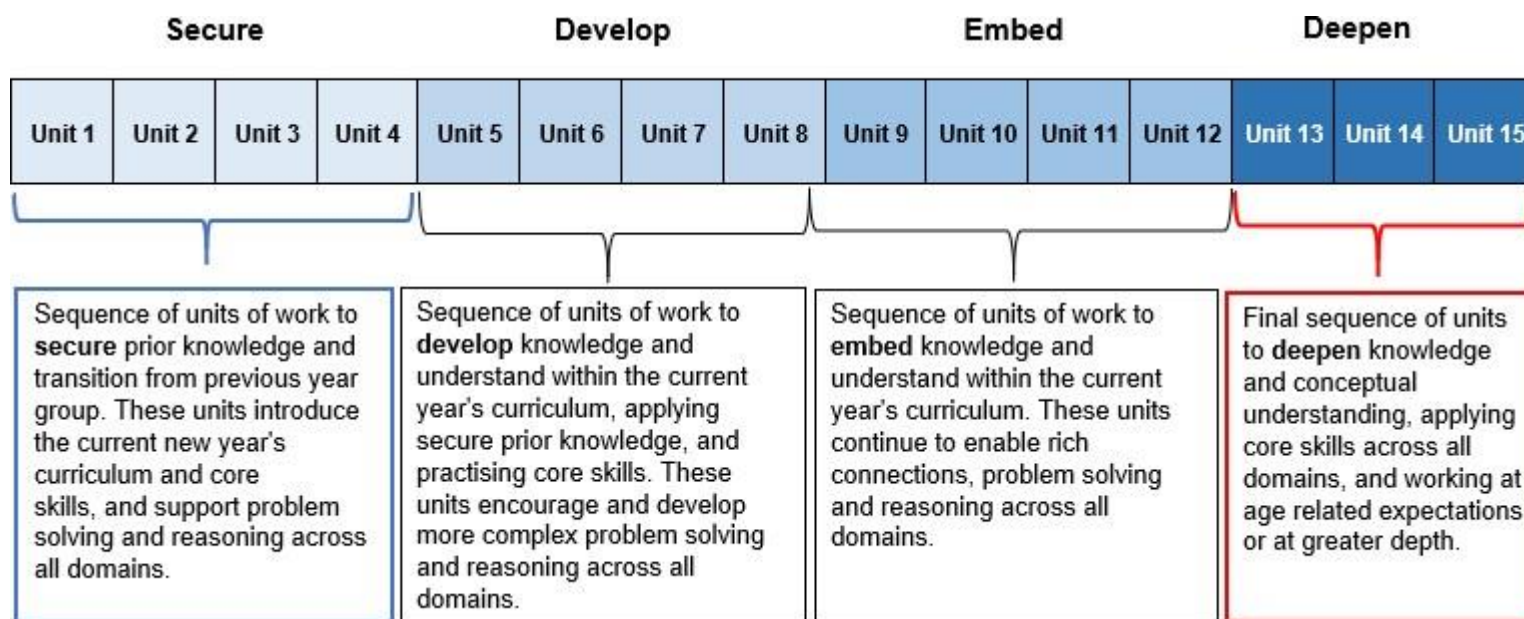 Secure Develop Embed Deepen
Unit 1 Unit 2 Unit 3 Unit 4 Unit 5 Unit 6 Unit 7 Unit 8 Unit 9 Unit 10 Unit 11 Unit 12 Unit 13 Unit 14 Unit 15
Sequence of units of work to
secure prior knowledge and
transition from previous year
group. These units introduce
the current new year's
curriculum and core
skills, and support problem
solving and reasoning across
all domains.
Sequence of units of work to
develop knowledge and
understand within the current
year's curriculum, applying
secure prior knowledge, and
practising core skills. These
units encourage and develop
more complex problem solving
and reasoning across all
domains.
Sequence of units of work to
embed knowledge and
understand within the current
year's curriculum. These units
continue to enable rich
connections, problem solving
and reasoning across all
domains.
Final sequence of units
to deepen knowledge
and conceptual
understanding, applying
core skills across all
domains, and working at
age related expectations
or at greater depth.